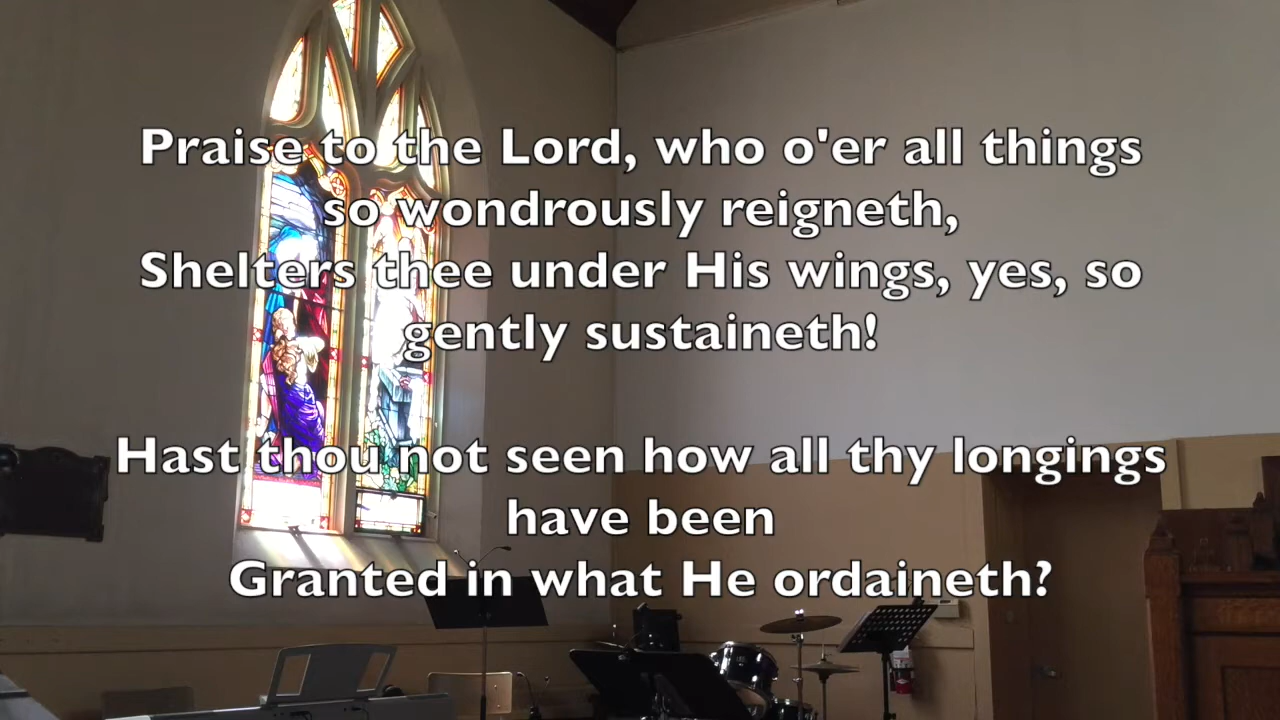 Praise to the Lord, who o'er all things
so wondrously reigneth,
Shelters thee under His wings, yes, so
gently sustaineth!
Hast thou not seen how all thy longings
have been
Granted in what He ordaineth?